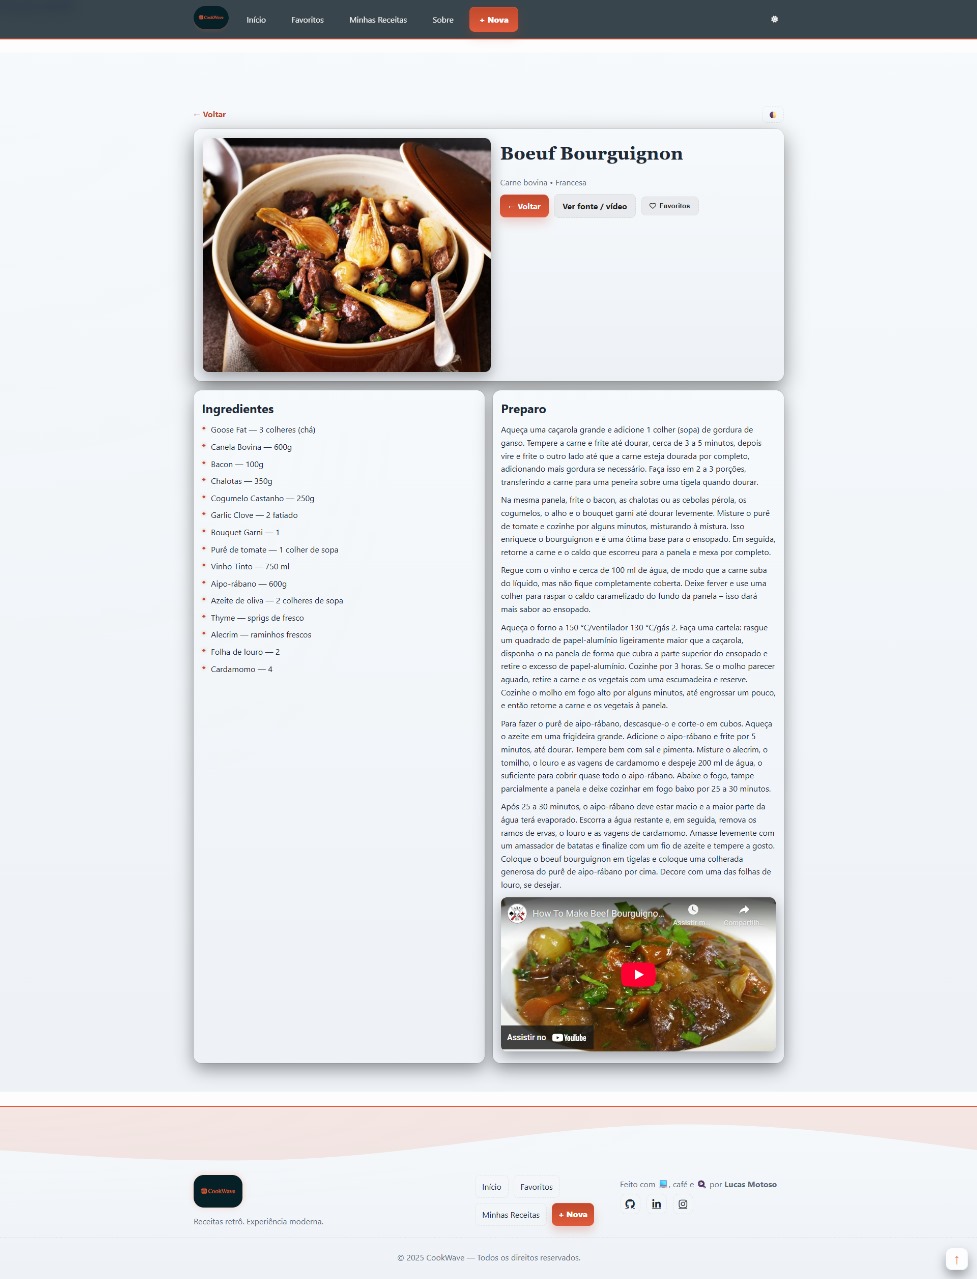 CookWave
Início
Favoritos
Minhas Receitas
Sobre
+ Nova
← Voltar
Boeuf Bourguignon
Carne bovina • Francesa
← Voltar
Ver fonte / vídeo
♡ Favoritos
Ingredientes
Goose Fat — 3 colheres (chá)
Canela Bovina — 600g
Bacon — 100g
Chalotas — 350g
Cogumelo Castanho — 250g
Garlic Clove — 2 fatiado
Bouquet Garni — 1
Purê de tomate — 1 colher de sopa
Vinho Tinto — 750 ml
Aipo-rábano — 600g
Azeite de oliva — 2 colheres de sopa
Thyme — sprigs de fresco
Alecrim — raminhos frescos
Folha de louro — 2
Cardamomo — 4
Preparo
Aqueça uma caçarola grande e adicione 1 colher (sopa) de gordura de
ganso. Tempere a carne e frite até dourar, cerca de 3 a 5 minutos, depois
vire e frite o outro lado até que a carne esteja dourada por completo,
adicionando mais gordura se necessário. Faça isso em 2 a 3 porções,
transferindo a carne para uma peneira sobre uma tigela quando dourar.
Na mesma panela, frite o bacon, as chalotas ou as cebolas pérola, os
cogumelos, o alho e o bouquet garni até dourar levemente. Misture o purê
de tomate e cozinhe por alguns minutos, misturando à mistura. Isso
enriquece o bourguignon e é uma ótima base para o ensopado. Em seguida,
retorne a carne e o caldo que escorreu para a panela e mexa por completo.
Regue com o vinho e cerca de 100 ml de água, de modo que a carne suba
do líquido, mas não fique completamente coberta. Deixe ferver e use uma
colher para raspar o caldo caramelizado do fundo da panela – isso dará
mais sabor ao ensopado.
Aqueça o forno a 150 °C/ventilador 130 °C/gás 2. Faça uma cartela: rasgue
um quadrado de papel-alumínio ligeiramente maior que a caçarola,
disponha-o na panela de forma que cubra a parte superior do ensopado e
retire o excesso de papel-alumínio. Cozinhe por 3 horas. Se o molho parecer
aguado, retire a carne e os vegetais com uma escumadeira e reserve.
Cozinhe o molho em fogo alto por alguns minutos, até engrossar um pouco,
e então retorne a carne e os vegetais à panela.
Para fazer o purê de aipo-rábano, descasque-o e corte-o em cubos. Aqueça
o azeite em uma frigideira grande. Adicione o aipo-rábano e frite por 5
minutos, até dourar. Tempere bem com sal e pimenta. Misture o alecrim, o
tomilho, o louro e as vagens de cardamomo e despeje 200 ml de água, o
suficiente para cobrir quase todo o aipo-rábano. Abaixe o fogo, tampe
parcialmente a panela e deixe cozinhar em fogo baixo por 25 a 30 minutos.
Após 25 a 30 minutos, o aipo-rábano deve estar macio e a maior parte da
água terá evaporado. Escorra a água restante e, em seguida, remova os
ramos de ervas, o louro e as vagens de cardamomo. Amasse levemente com
um amassador de batatas e finalize com um fio de azeite e tempere a gosto.
Coloque o boeuf bourguignon em tigelas e coloque uma colherada
generosa do purê de aipo-rábano por cima. Decore com uma das folhas de
louro, se desejar.
How To Make Beef Bourguigno...
Assistir m...
Compartilh...
Assistir no YouTube
CookWave
Receitas retrô. Experiência moderna.
Início
Favoritos
Minhas Receitas
+ Nova
Feito com , café e por Lucas Motoso
© 2025 CookWave — Todos os direitos reservados.
↑